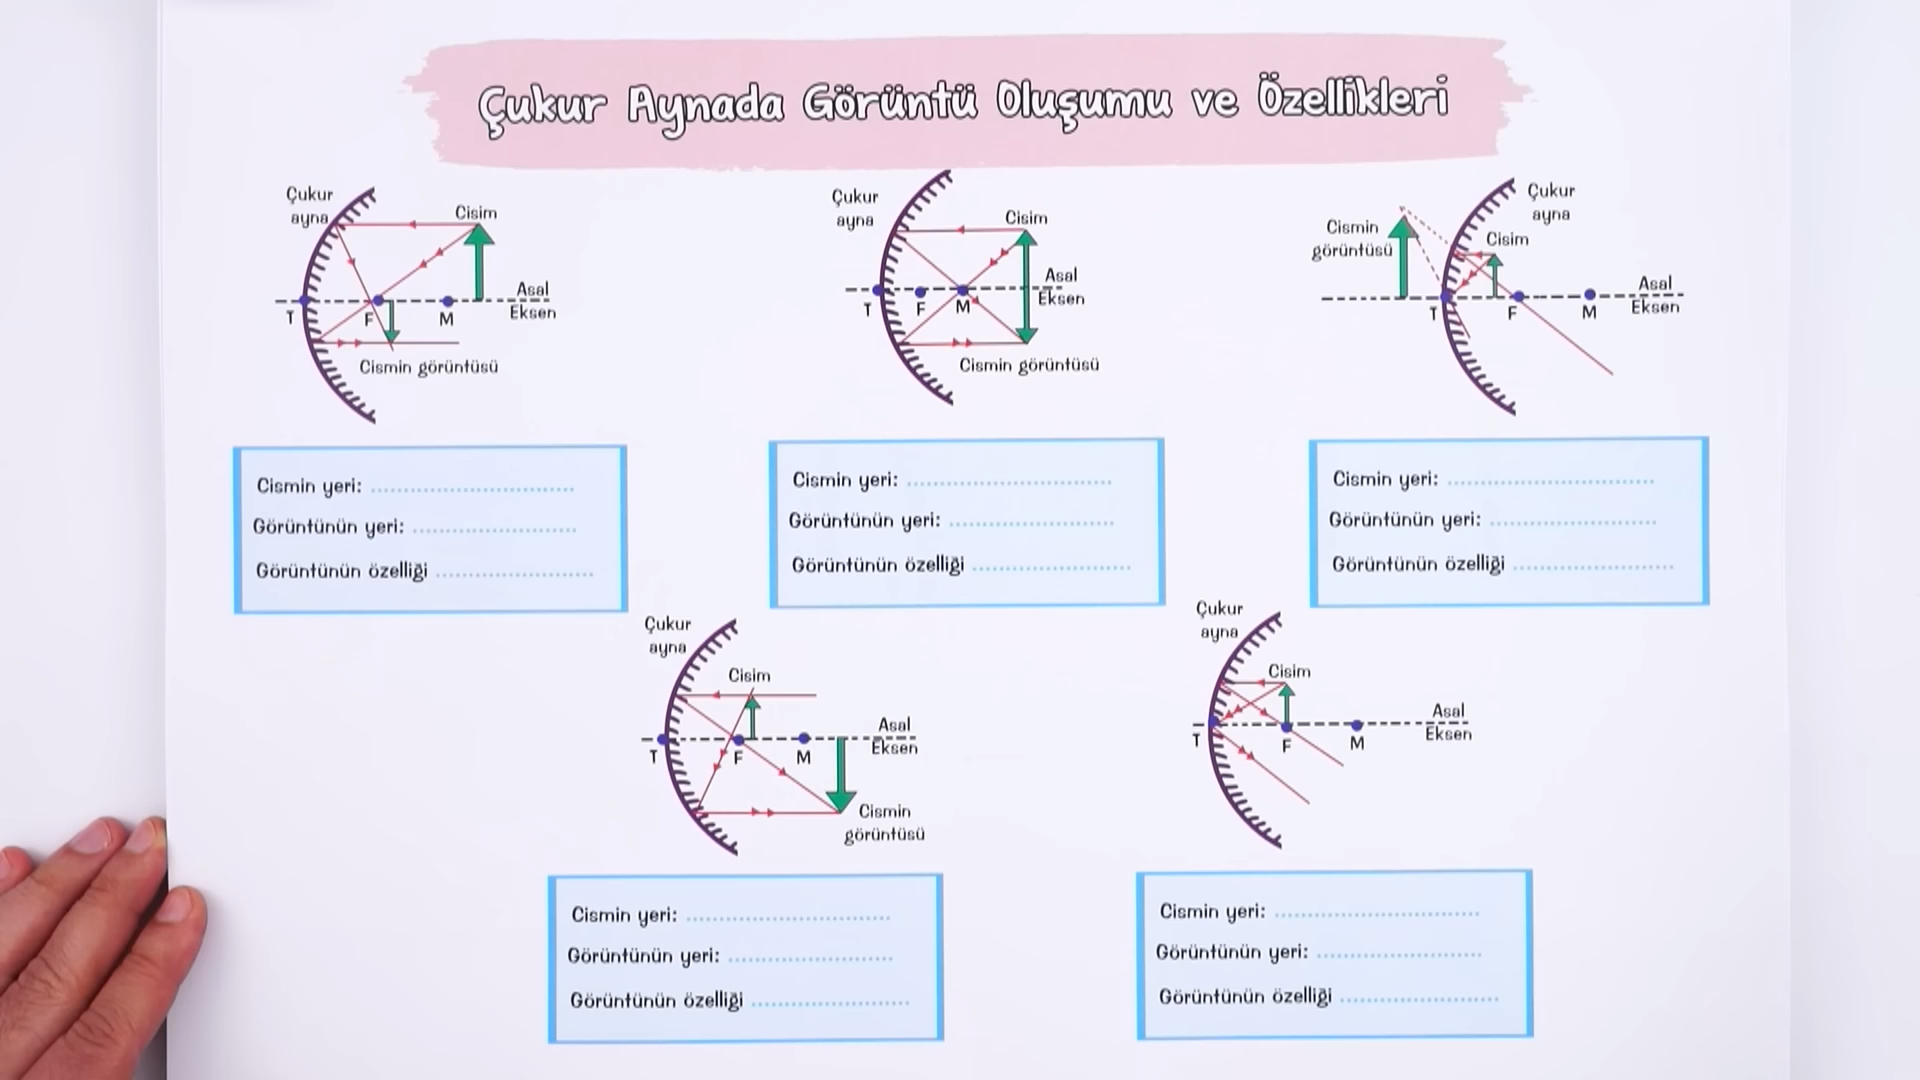 Çukur Aynada Görüntü Oluşumu ve Özellikleri
Çukur
ayna
Cisim
Asal
Eksen
T
F
M
Cismin görüntüsü
Cismin yeri: ..............................
Görüntünün yeri: ..............................
Görüntünün özelliği ..............................
Çukur
ayna
Cisim
Asal
Eksen
T
F
M
Cismin görüntüsü
Cismin yeri: ..............................
Görüntünün yeri: ..............................
Görüntünün özelliği ..............................
Çukur
ayna
Cismin
görüntüsü
Cisim
Asal
Eksen
T
F
M
Cismin yeri: ..............................
Görüntünün yeri: ..............................
Görüntünün özelliği ..............................
Çukur
ayna
Cisim
Asal
Eksen
T
F
M
Cismin
görüntüsü
Cismin yeri: ..............................
Görüntünün yeri: ..............................
Görüntünün özelliği ..............................
Çukur
ayna
Cisim
Asal
Eksen
T
F
M
Cismin yeri: ..............................
Görüntünün yeri: ..............................
Görüntünün özelliği ..............................